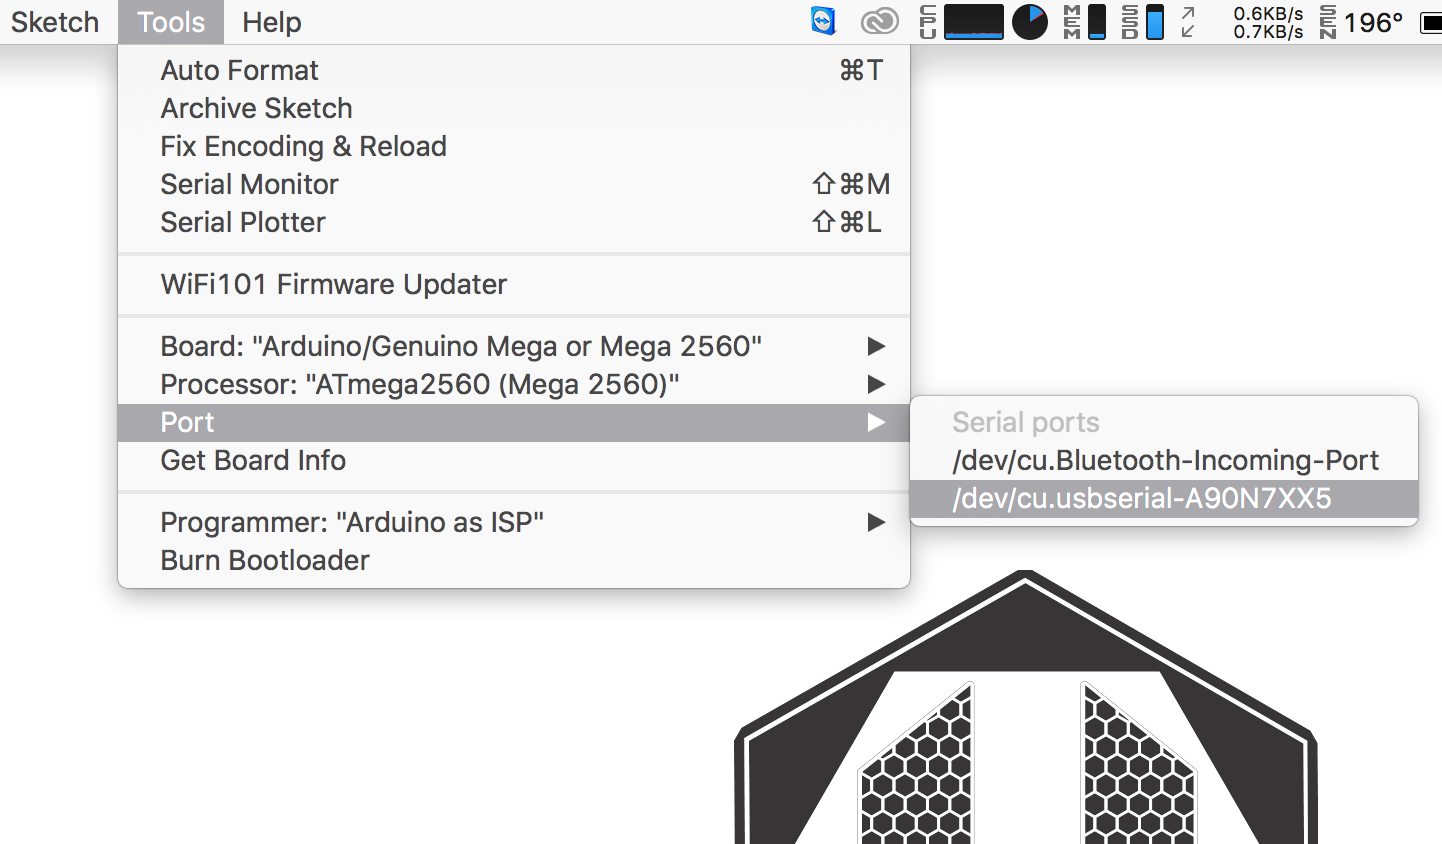 Sketch Tools Help CPU MEM SSD 0.6KB/s SEN 196°
0.7KB/s
Auto Format ⌘T
Archive Sketch
Fix Encoding & Reload
Serial Monitor ⇧⌘M
Serial Plotter ⇧⌘L
WiFi101 Firmware Updater
Board: "Arduino/Genuino Mega or Mega 2560"
Processor: "ATmega2560 (Mega 2560)"
Port
Get Board Info
Programmer: "Arduino as ISP"
Burn Bootloader
Serial ports
/dev/cu.Bluetooth-Incoming-Port
/dev/cu.usbserial-A90N7XX5